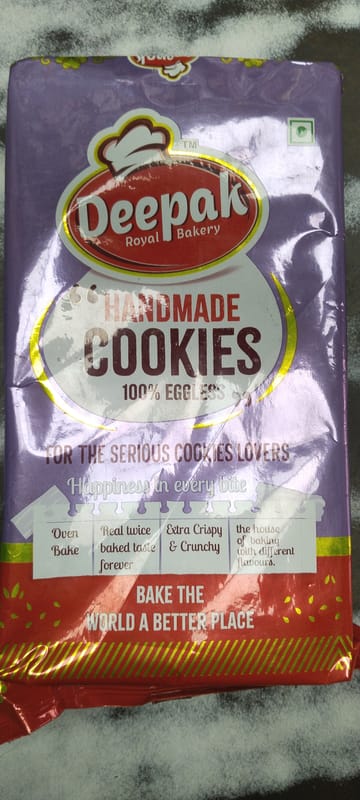 TM
Deepak
Royal Bakery
“ HANDMADE
COOKIES
100% EGGLESS ”
FOR THE SERIOUS COOKIES LOVERS
Happiness in every bite
Oven
Bake
Real twice
baked taste
forever
Extra Crispy
& Crunchy
the house
of baking
with different
flavours.
BAKE THE
WORLD A BETTER PLACE